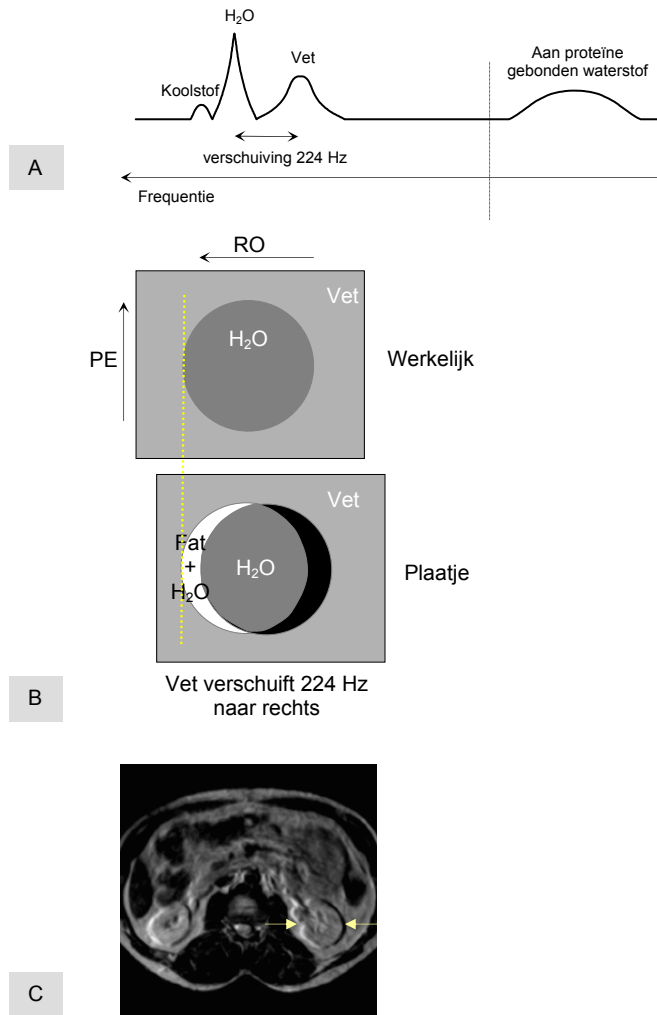 H₂O
Vet
Koolstof
Aan proteïne
gebonden waterstof
verschuiving 224 Hz
A
Frequentie
RO
Vet
H₂O
PE
Werkelijk
Vet
Fat
+
H₂O
H₂O
Plaatje
B
Vet verschuift 224 Hz
naar rechts
C